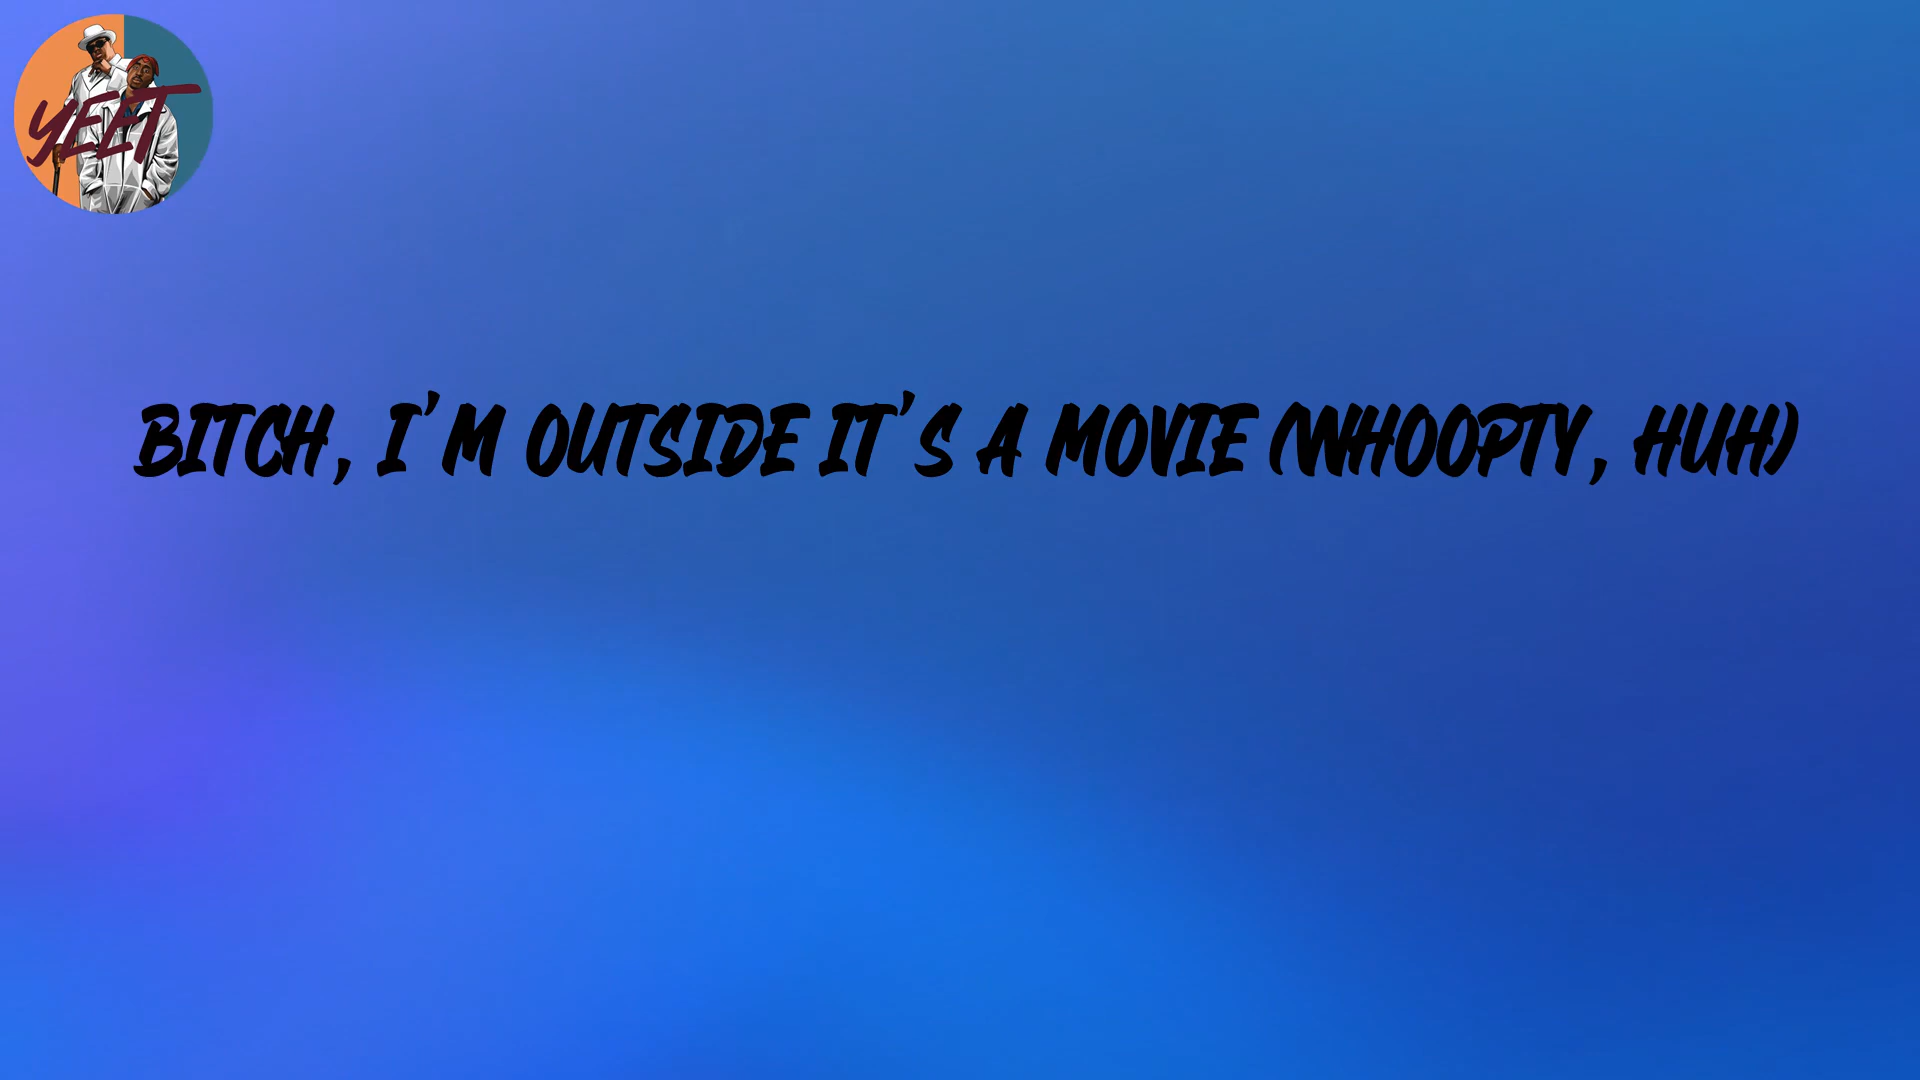 YEET
BITCH, I'M OUTSIDE IT'S A MOVIE (WHOOPTY, HUH)